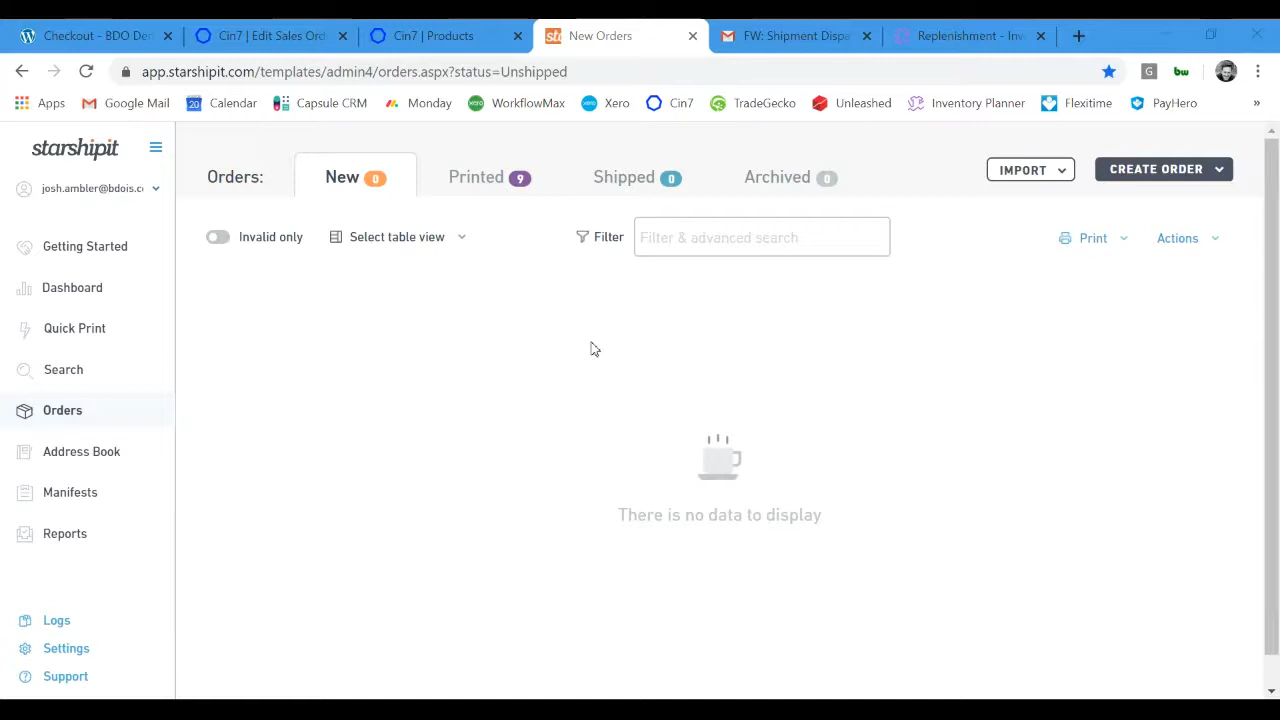 Checkout - BDO Den
Cin7 | Edit Sales Ord
Cin7 | Products
New Orders
FW: Shipment Dispa
Replenishment - Inv
app.starshipit.com/templates/admin4/orders.aspx?status=Unshipped
G
bw
Apps
Google Mail
20
Calendar
Capsule CRM
Monday
WorkflowMax
Xero
Cin7
TradeGecko
Unleashed
Inventory Planner
Flexitime
PayHero
»
starshipit
josh.ambler@bdois.c
Getting Started
Dashboard
Quick Print
Search
Orders
Address Book
Manifests
Reports
Logs
Settings
Support
Orders:
New 0
Printed 9
Shipped 0
Archived 0
IMPORT
CREATE ORDER
Invalid only
Select table view
Filter
Filter & advanced search
Print
Actions
There is no data to display